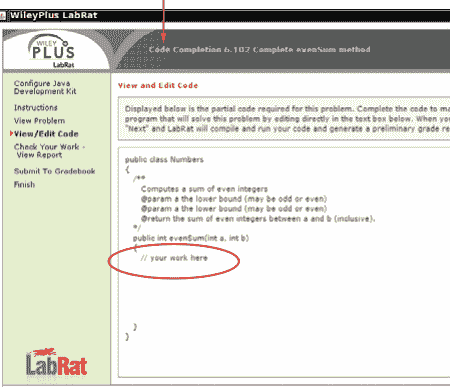 WileyPlus LabRat
WILEY
PLUS
LabRat
Code Completion 6.102 Complete evenSum method
Configure Java
Development Kit
Instructions
View Problem
View/Edit Code
Check Your Work -
View Report
Submit To Gradebook
Finish
View and Edit Code
Displayed below is the partial code required for this problem. Complete the code to ma
program that will solve this problem by editing directly in the text box below. When you
"Next" and LabRat will compile and run your code and generate a preliminary grade re
public class Numbers
{
/**
Computes a sum of even integers
@param a the lower bound (may be odd or even)
@param a the lower bound (may be odd or even)
@return the sum of even integers between a and b (inclusive).
*/
public int evenSum(int a, int b)
{
// your work here
}
}
LabRat